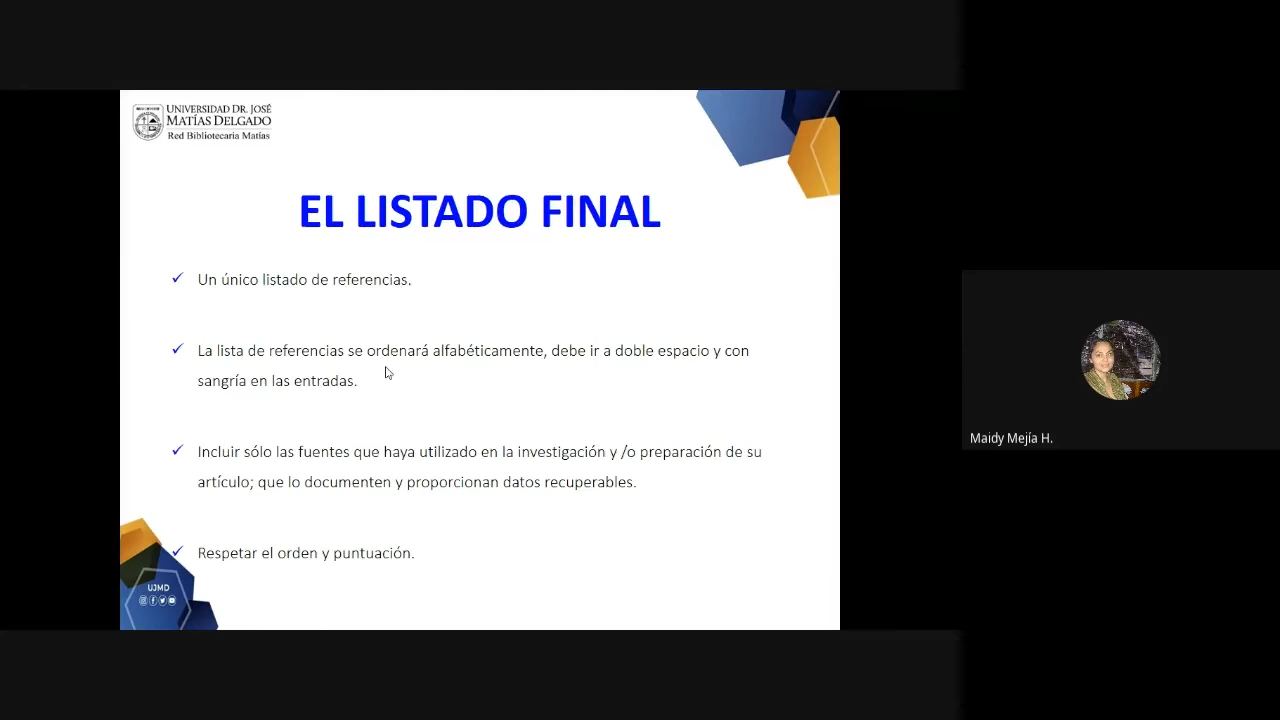 UNIVERSIDAD DR. JOSÉ
MATÍAS DELGADO
Red Bibliotecaria Matías
EL LISTADO FINAL
✓ Un único listado de referencias.
✓ La lista de referencias se ordenará alfabéticamente, debe ir a doble espacio y con
sangría en las entradas.
✓ Incluir sólo las fuentes que haya utilizado en la investigación y /o preparación de su
artículo; que lo documenten y proporcionan datos recuperables.
✓ Respetar el orden y puntuación.
UJMD
Maidy Mejía H.